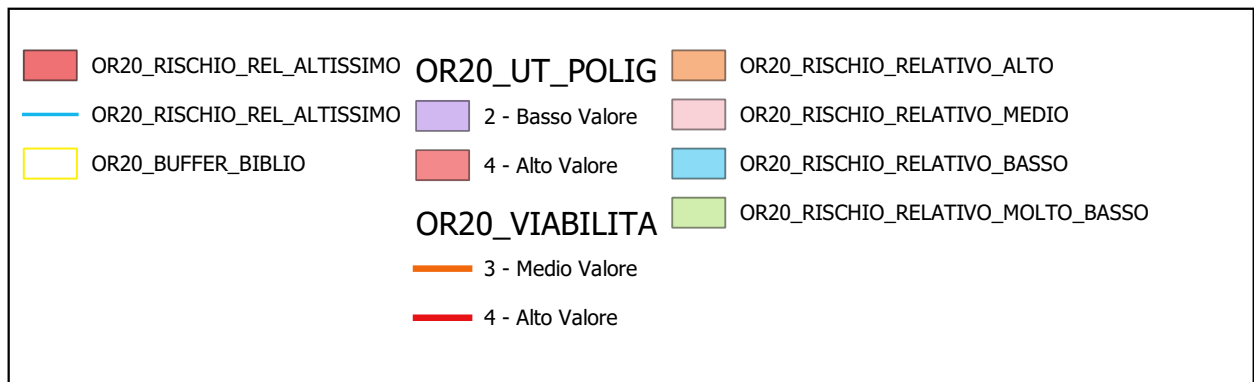 OR20_RISCHIO_REL_ALTISSIMO
OR20_RISCHIO_REL_ALTISSIMO
OR20_BUFFER_BIBLIO
OR20_UT_POLIG
2 - Basso Valore
4 - Alto Valore
OR20_VIABILITA
3 - Medio Valore
4 - Alto Valore
OR20_RISCHIO_RELATIVO_ALTO
OR20_RISCHIO_RELATIVO_MEDIO
OR20_RISCHIO_RELATIVO_BASSO
OR20_RISCHIO_RELATIVO_MOLTO_BASSO